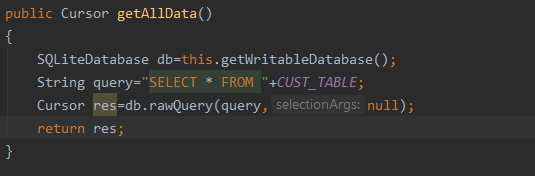 public Cursor getAllData()
{
    SQLiteDatabase db=this.getWritableDatabase();
    String query="SELECT * FROM "+CUST_TABLE;
    Cursor res=db.rawQuery(query, selectionArgs: null);
    return res;
}